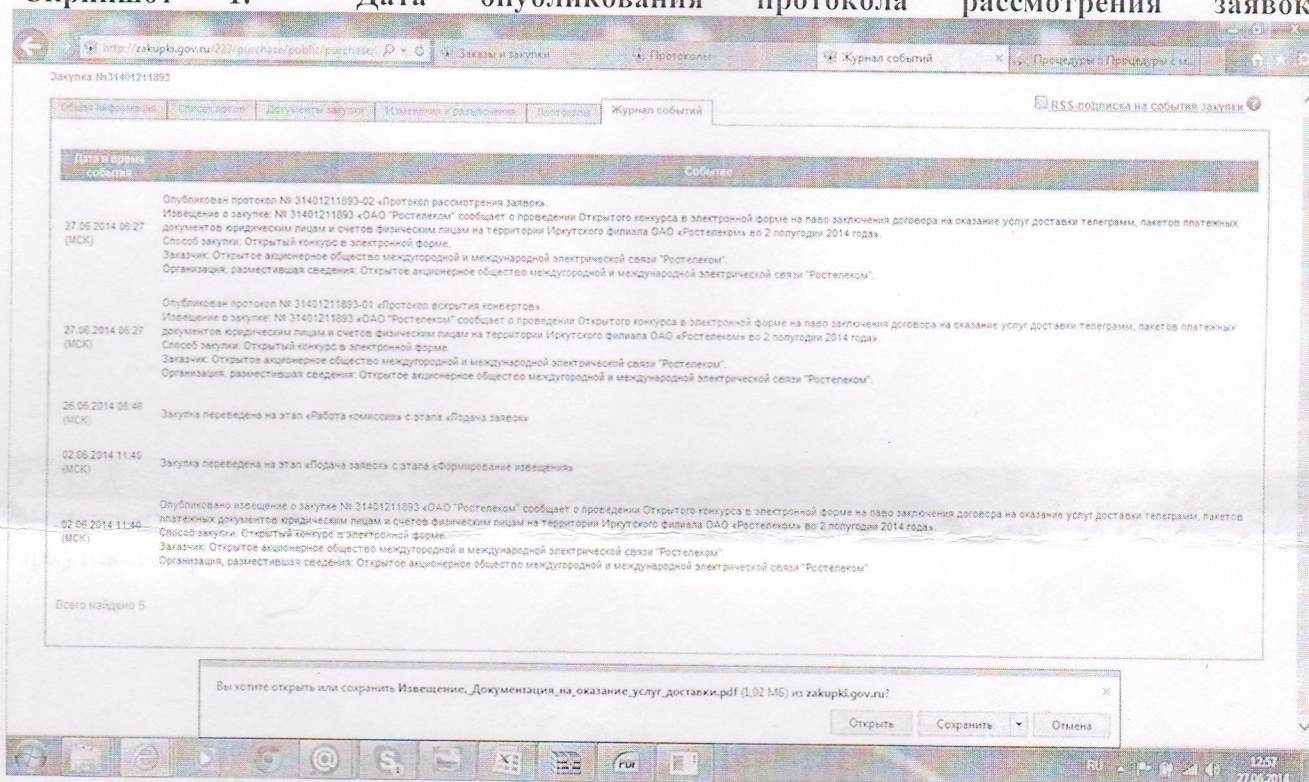 Скриншот 1. Дата опубликования протокола рассмотрения заявок
http://zakupki.gov.ru/223/purchase/public/purchase/
Заказы и закупки
Протоколы
Журнал событий
Процедуры » Процедуры с м...
Закупка №31401211893
RSS-подписка на события закупки
Общая информация
Список лотов
Документы закупки
Изменения и разъяснения
Протоколы
Журнал событий
Дата и время события
Событие
27.06.2014 06:27 (МСК)
Опубликован протокол № 31401211893-02 «Протокол рассмотрения заявок».
Извещение о закупке: № 31401211893 «ОАО "Ростелеком" сообщает о проведении Открытого конкурса в электронной форме на паво заключения договора на оказание услуг доставки телеграмм, пакетов платежных
документов юридическим лицам и счетов физическим лицам на территории Иркутского филиала ОАО «Ростелеком» во 2 полугодии 2014 года».
Способ закупки: Открытый конкурс в электронной форме.
Заказчик: Открытое акционерное общество междугородной и международной электрической связи "Ростелеком".
Организация, разместившая сведения: Открытое акционерное общество междугородной и международной электрической связи "Ростелеком".
27.06.2014 06:27 (МСК)
Опубликован протокол № 31401211893-01 «Протокол вскрытия конвертов».
Извещение о закупке: № 31401211893 «ОАО "Ростелеком" сообщает о проведении Открытого конкурса в электронной форме на паво заключения договора на оказание услуг доставки телеграмм, пакетов платежных
документов юридическим лицам и счетов физическим лицам на территории Иркутского филиала ОАО «Ростелеком» во 2 полугодии 2014 года».
Способ закупки: Открытый конкурс в электронной форме.
Заказчик: Открытое акционерное общество междугородной и международной электрической связи "Ростелеком".
Организация, разместившая сведения: Открытое акционерное общество междугородной и международной электрической связи "Ростелеком".
26.06.2014 08:46 (МСК)
Закупка переведена на этап «Работа комиссии» с этапа «Подача заявок»
02.06.2014 11:40 (МСК)
Закупка переведена на этап «Подача заявок» с этапа «Формирование извещения»
02.06.2014 11:40 (МСК)
Опубликовано извещение о закупке № 31401211893 «ОАО "Ростелеком" сообщает о проведении Открытого конкурса в электронной форме на паво заключения договора на оказание услуг доставки телеграмм, пакетов
платежных документов юридическим лицам и счетов физическим лицам на территории Иркутского филиала ОАО «Ростелеком» во 2 полугодии 2014 года».
Способ закупки: Открытый конкурс в электронной форме.
Заказчик: Открытое акционерное общество междугородной и международной электрической связи "Ростелеком".
Организация, разместившая сведения: Открытое акционерное общество междугородной и международной электрической связи "Ростелеком".
Всего найдено 5
Вы хотите открыть или сохранить Извещение._Документация_на_оказание_услуг_доставки.pdf (1,02 МБ) из zakupki.gov.ru?
Открыть
Сохранить
Отмена
RU
12:57
27.06.2014